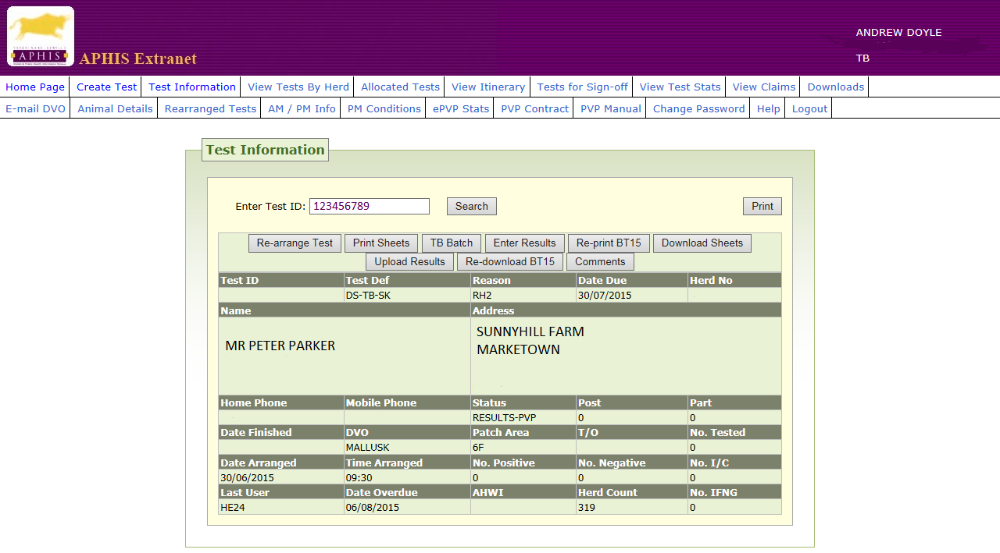 ANDREW DOYLE
APHIS
APHIS Extranet
TB
Home Page Create Test Test Information View Tests By Herd Allocated Tests View Itinerary Tests for Sign-off View Test Stats View Claims Downloads
E-mail DVO Animal Details Rearranged Tests AM / PM Info PM Conditions ePVP Stats PVP Contract PVP Manual Change Password Help Logout
Test Information
Enter Test ID: 123456789 Search Print
Re-arrange Test Print Sheets TB Batch Enter Results Re-print BT15 Download Sheets
Upload Results Re-download BT15 Comments
Test ID Test Def Reason Date Due Herd No
DS-TB-SK RH2 30/07/2015
Name Address
MR PETER PARKER
SUNNYHILL FARM
MARKETOWN
Home Phone Mobile Phone Status Post Part
RESULTS-PVP 0 0
Date Finished DVO Patch Area T/O No. Tested
MALLUSK 6F 0
Date Arranged Time Arranged No. Positive No. Negative No. I/C
30/06/2015 09:30 0 0 0
Last User Date Overdue AHWI Herd Count No. IFNG
HE24 06/08/2015 319 0